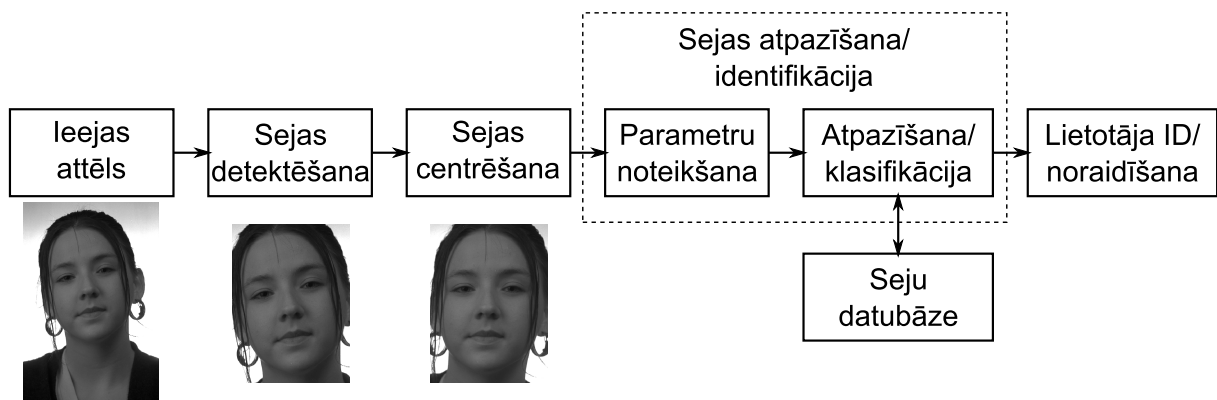 Sejas atpazīšana/
identifikācija
Ieejas
attēls
Sejas
detektēšana
Sejas
centrēšana
Parametru
noteikšana
Atpazīšana/
klasifikācija
Lietotāja ID/
noraidīšana
Seju
datubāze